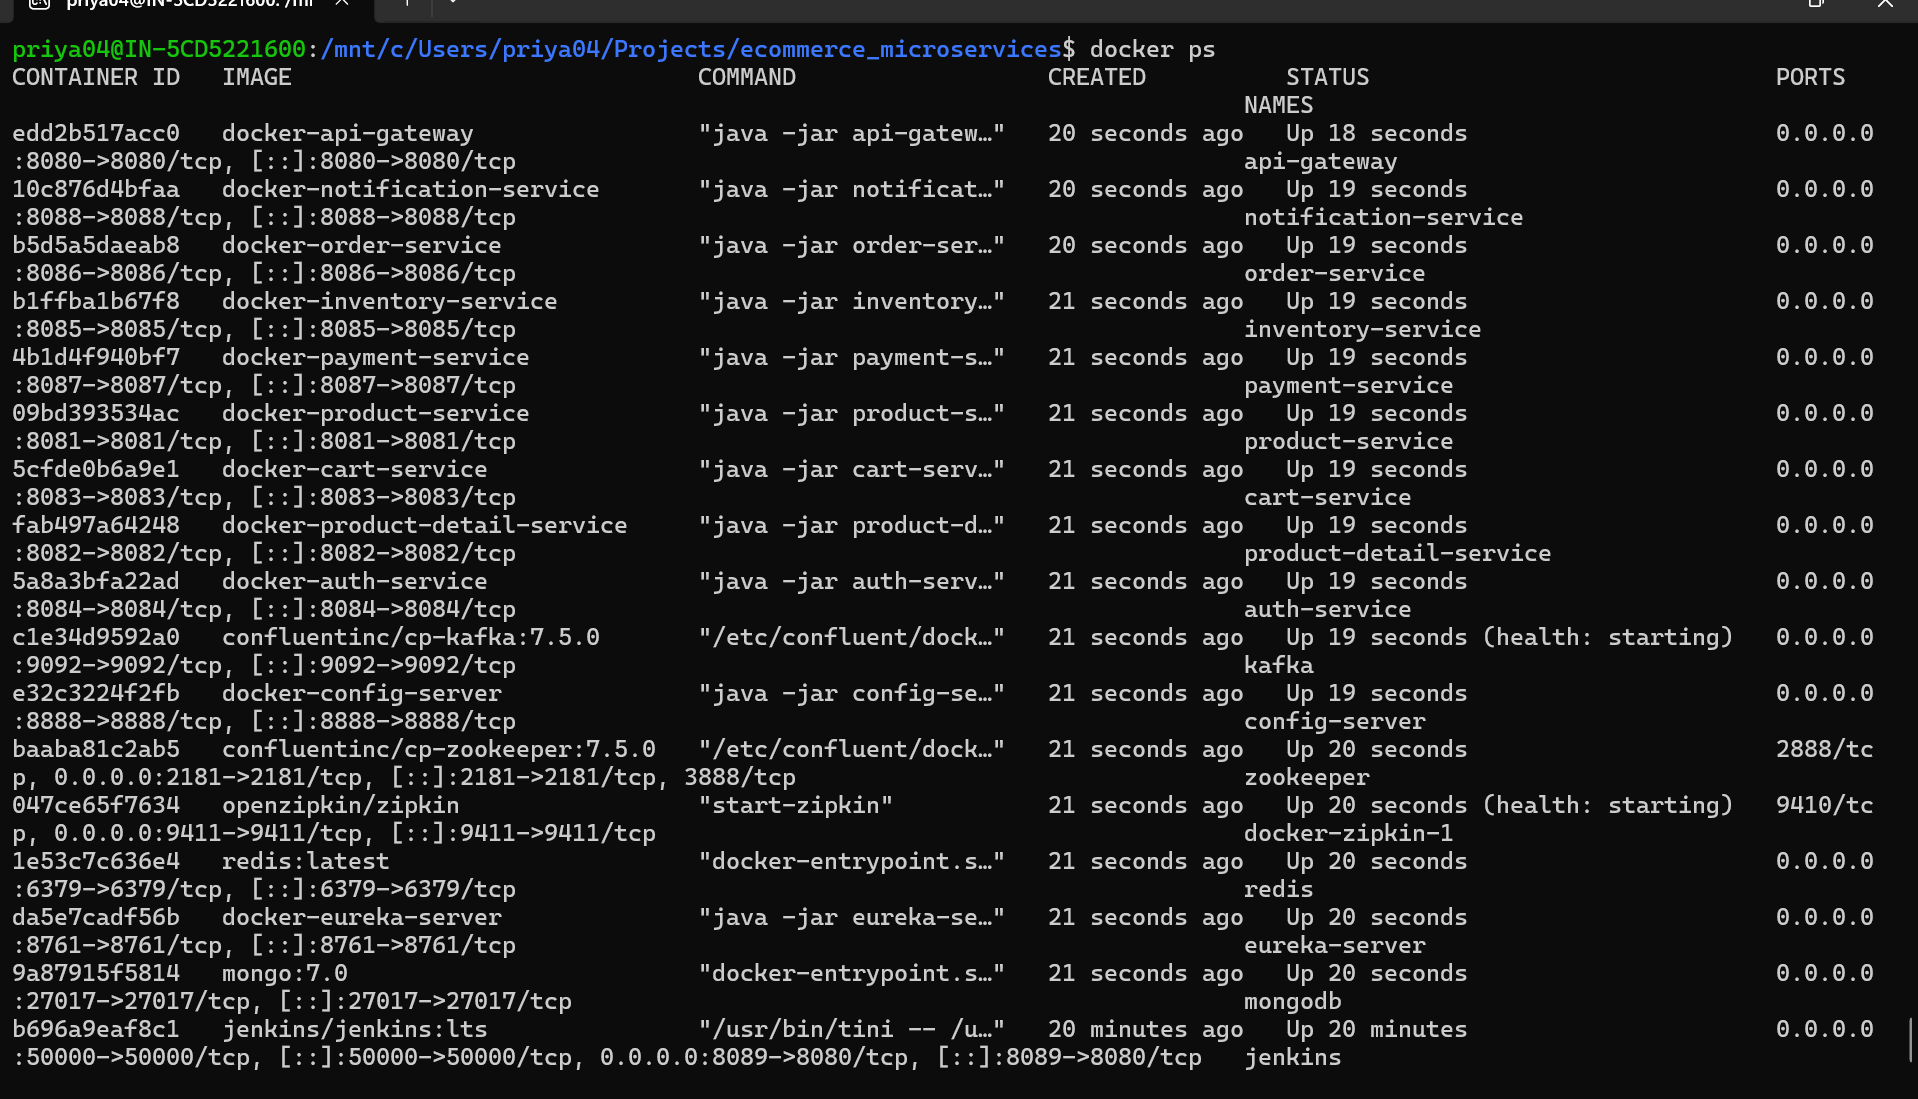 priya04@IN-5CD5221600: /mr
priya04@IN-5CD5221600:/mnt/c/Users/priya04/Projects/ecommerce_microservices$ docker ps
CONTAINER ID   IMAGE                             COMMAND                  CREATED          STATUS                             PORTS
                                                                                        NAMES
edd2b517acc0   docker-api-gateway                "java -jar api-gatew…"   20 seconds ago   Up 18 seconds                      0.0.0.0
:8080->8080/tcp, [::]:8080->8080/tcp                                                    api-gateway
10c876d4bfaa   docker-notification-service       "java -jar notificat…"   20 seconds ago   Up 19 seconds                      0.0.0.0
:8088->8088/tcp, [::]:8088->8088/tcp                                                    notification-service
b5d5a5daeab8   docker-order-service              "java -jar order-ser…"   20 seconds ago   Up 19 seconds                      0.0.0.0
:8086->8086/tcp, [::]:8086->8086/tcp                                                    order-service
b1ffba1b67f8   docker-inventory-service          "java -jar inventory…"   21 seconds ago   Up 19 seconds                      0.0.0.0
:8085->8085/tcp, [::]:8085->8085/tcp                                                    inventory-service
4b1d4f940bf7   docker-payment-service            "java -jar payment-s…"   21 seconds ago   Up 19 seconds                      0.0.0.0
:8087->8087/tcp, [::]:8087->8087/tcp                                                    payment-service
09bd393534ac   docker-product-service            "java -jar product-s…"   21 seconds ago   Up 19 seconds                      0.0.0.0
:8081->8081/tcp, [::]:8081->8081/tcp                                                    product-service
5cfde0b6a9e1   docker-cart-service               "java -jar cart-serv…"   21 seconds ago   Up 19 seconds                      0.0.0.0
:8083->8083/tcp, [::]:8083->8083/tcp                                                    cart-service
fab497a64248   docker-product-detail-service     "java -jar product-d…"   21 seconds ago   Up 19 seconds                      0.0.0.0
:8082->8082/tcp, [::]:8082->8082/tcp                                                    product-detail-service
5a8a3bfa22ad   docker-auth-service               "java -jar auth-serv…"   21 seconds ago   Up 19 seconds                      0.0.0.0
:8084->8084/tcp, [::]:8084->8084/tcp                                                    auth-service
c1e34d9592a0   confluentinc/cp-kafka:7.5.0       "/etc/confluent/dock…"   21 seconds ago   Up 19 seconds (health: starting)   0.0.0.0
:9092->9092/tcp, [::]:9092->9092/tcp                                                    kafka
e32c3224f2fb   docker-config-server              "java -jar config-se…"   21 seconds ago   Up 19 seconds                      0.0.0.0
:8888->8888/tcp, [::]:8888->8888/tcp                                                    config-server
baaba81c2ab5   confluentinc/cp-zookeeper:7.5.0   "/etc/confluent/dock…"   21 seconds ago   Up 20 seconds                      2888/tc
p, 0.0.0.0:2181->2181/tcp, [::]:2181->2181/tcp, 3888/tcp                                zookeeper
047ce65f7634   openzipkin/zipkin                 "start-zipkin"           21 seconds ago   Up 20 seconds (health: starting)   9410/tc
p, 0.0.0.0:9411->9411/tcp, [::]:9411->9411/tcp                                          docker-zipkin-1
1e53c7c636e4   redis:latest                      "docker-entrypoint.s…"   21 seconds ago   Up 20 seconds                      0.0.0.0
:6379->6379/tcp, [::]:6379->6379/tcp                                                    redis
da5e7cadf56b   docker-eureka-server              "java -jar eureka-se…"   21 seconds ago   Up 20 seconds                      0.0.0.0
:8761->8761/tcp, [::]:8761->8761/tcp                                                    eureka-server
9a87915f5814   mongo:7.0                         "docker-entrypoint.s…"   21 seconds ago   Up 20 seconds                      0.0.0.0
:27017->27017/tcp, [::]:27017->27017/tcp                                                mongodb
b696a9eaf8c1   jenkins/jenkins:lts               "/usr/bin/tini -- /u…"   20 minutes ago   Up 20 minutes                      0.0.0.0
:50000->50000/tcp, [::]:50000->50000/tcp, 0.0.0.0:8089->8080/tcp, [::]:8089->8080/tcp   jenkins